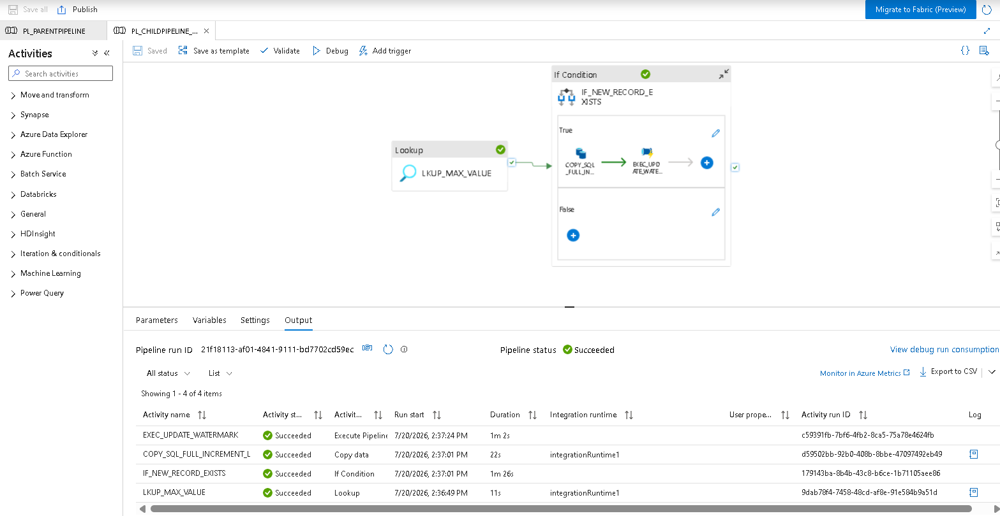 Save all
Publish
Migrate to Fabric (Preview)
PL_PARENTPIPELINE
PL_CHILDPIPELINE_...
Activities
Saved
Save as template
Validate
Debug
Add trigger
Search activities
Move and transform
Synapse
Azure Data Explorer
Azure Function
Batch Service
Databricks
General
HDInsight
Iteration & conditionals
Machine Learning
Power Query
If Condition
IF_NEW_RECORD_E
XISTS
True
COPY_SQL
_FULL_IN...
EXEC_UPD
ATE_WATE...
False
Lookup
LKUP_MAX_VALUE
Parameters Variables Settings Output
Pipeline run ID 21f18113-af01-4841-9111-bd7702cd59ec
Pipeline status Succeeded
View debug run consumption
All status
List
Monitor in Azure Metrics
Export to CSV
Showing 1 - 4 of 4 items
Activity name Activity st... Activit... Run start Duration Integration runtime User prope... Activity run ID Log
EXEC_UPDATE_WATERMARK Succeeded Execute Pipeline 7/20/2026, 2:37:24 PM 1m 2s c59391fb-7bf6-4fb2-8ca5-75a78e4624fb
COPY_SQL_FULL_INCREMENT_L Succeeded Copy data 7/20/2026, 2:37:01 PM 22s integrationRuntime1 d59502bb-92b0-408b-8bbe-47097492eb49
IF_NEW_RECORD_EXISTS Succeeded If Condition 7/20/2026, 2:37:01 PM 1m 26s 179143ba-8b4b-43c8-b6ce-1b71105aee86
LKUP_MAX_VALUE Succeeded Lookup 7/20/2026, 2:36:49 PM 11s integrationRuntime1 9dab78f4-7458-48cd-af8e-91e584b9a51d